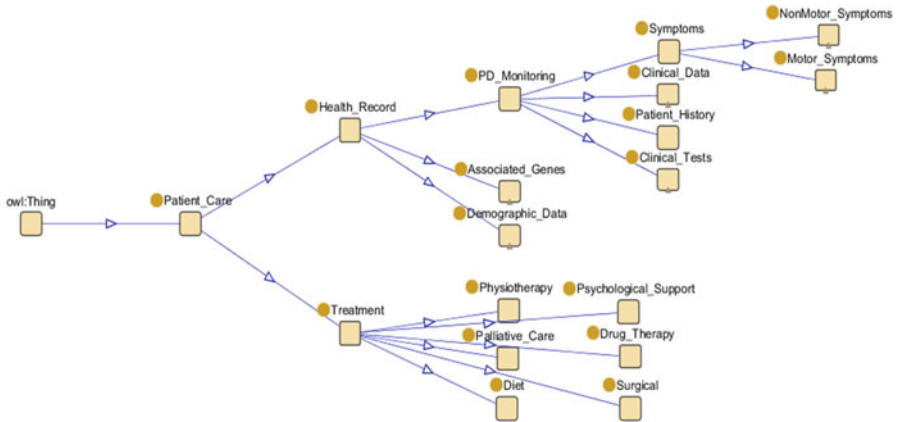 NonMotor_Symptoms
Symptoms
Motor_Symptoms
PD_Monitoring
Clinical_Data
Health_Record
Patient_History
Clinical_Tests
Associated_Genes
owl:Thing
Patient_Care
Demographic_Data
Physiotherapy
Psychological_Support
Treatment
Palliative_Care
Drug_Therapy
Diet
Surgical